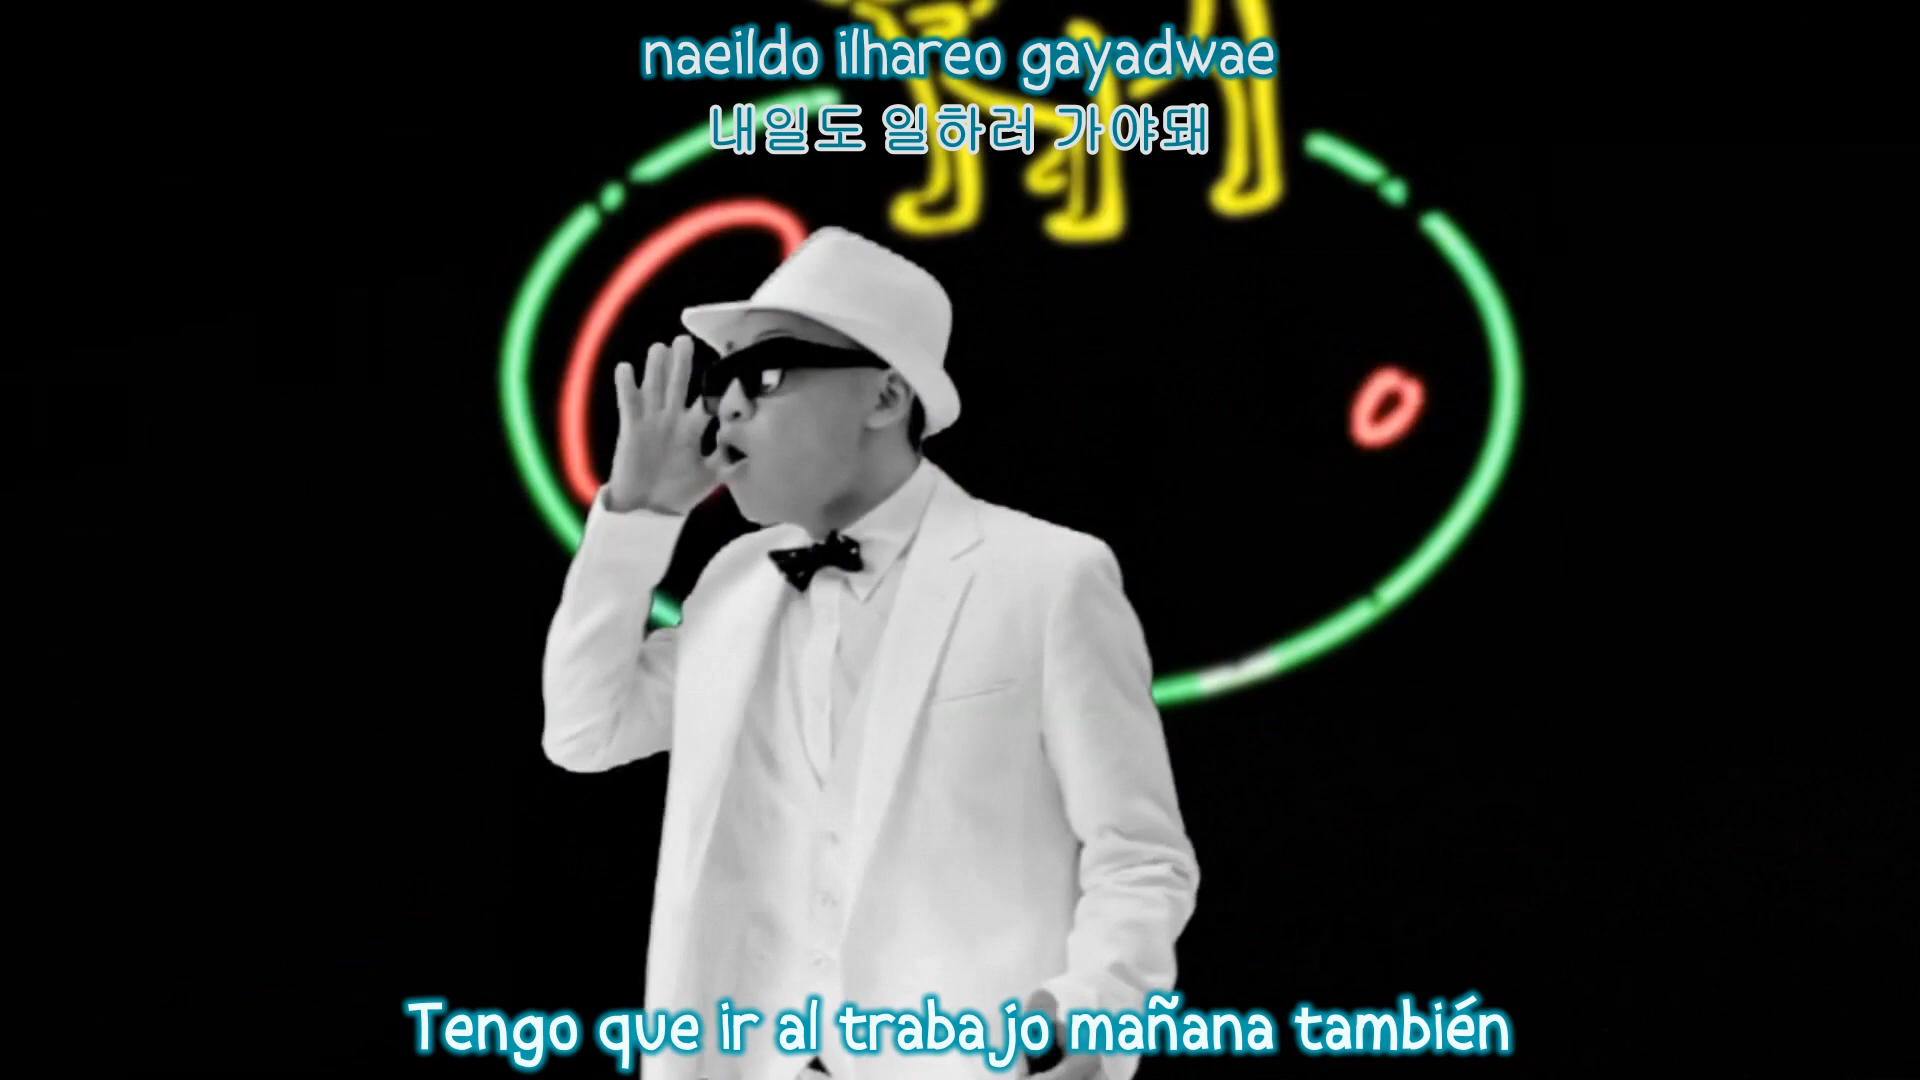 naeildo ilhareo gayadwae
내일도 일하러 가야돼
Tengo que ir al trabajo mañana también